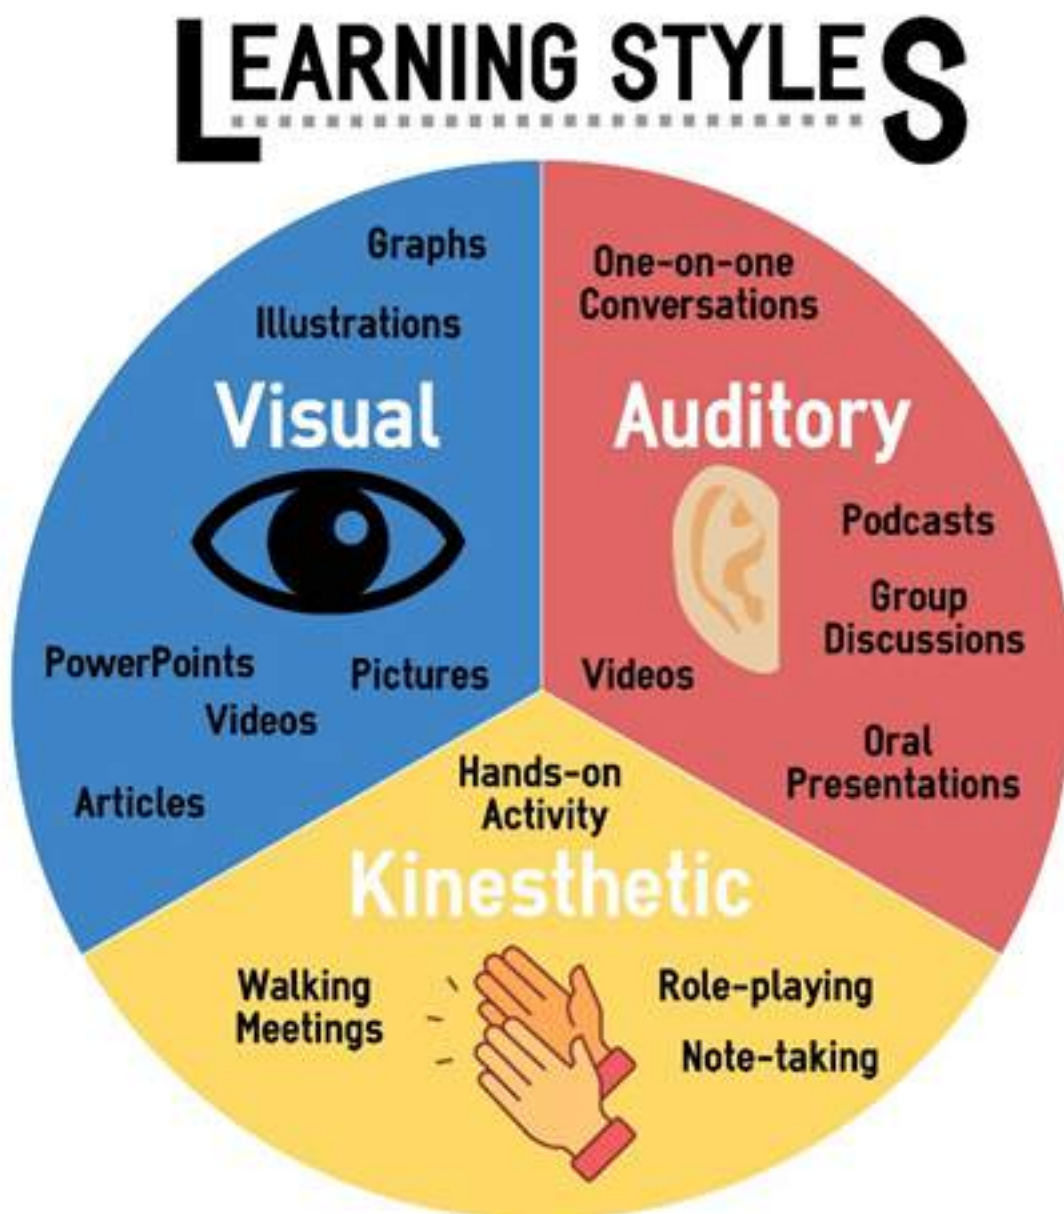 LEARNING STYLES
Graphs
Illustrations
Visual
PowerPoints
Pictures
Videos
Articles
One-on-one
Conversations
Auditory
Podcasts
Group
Discussions
Videos
Oral
Presentations
Hands-on
Activity
Kinesthetic
Walking
Meetings
Role-playing
Note-taking